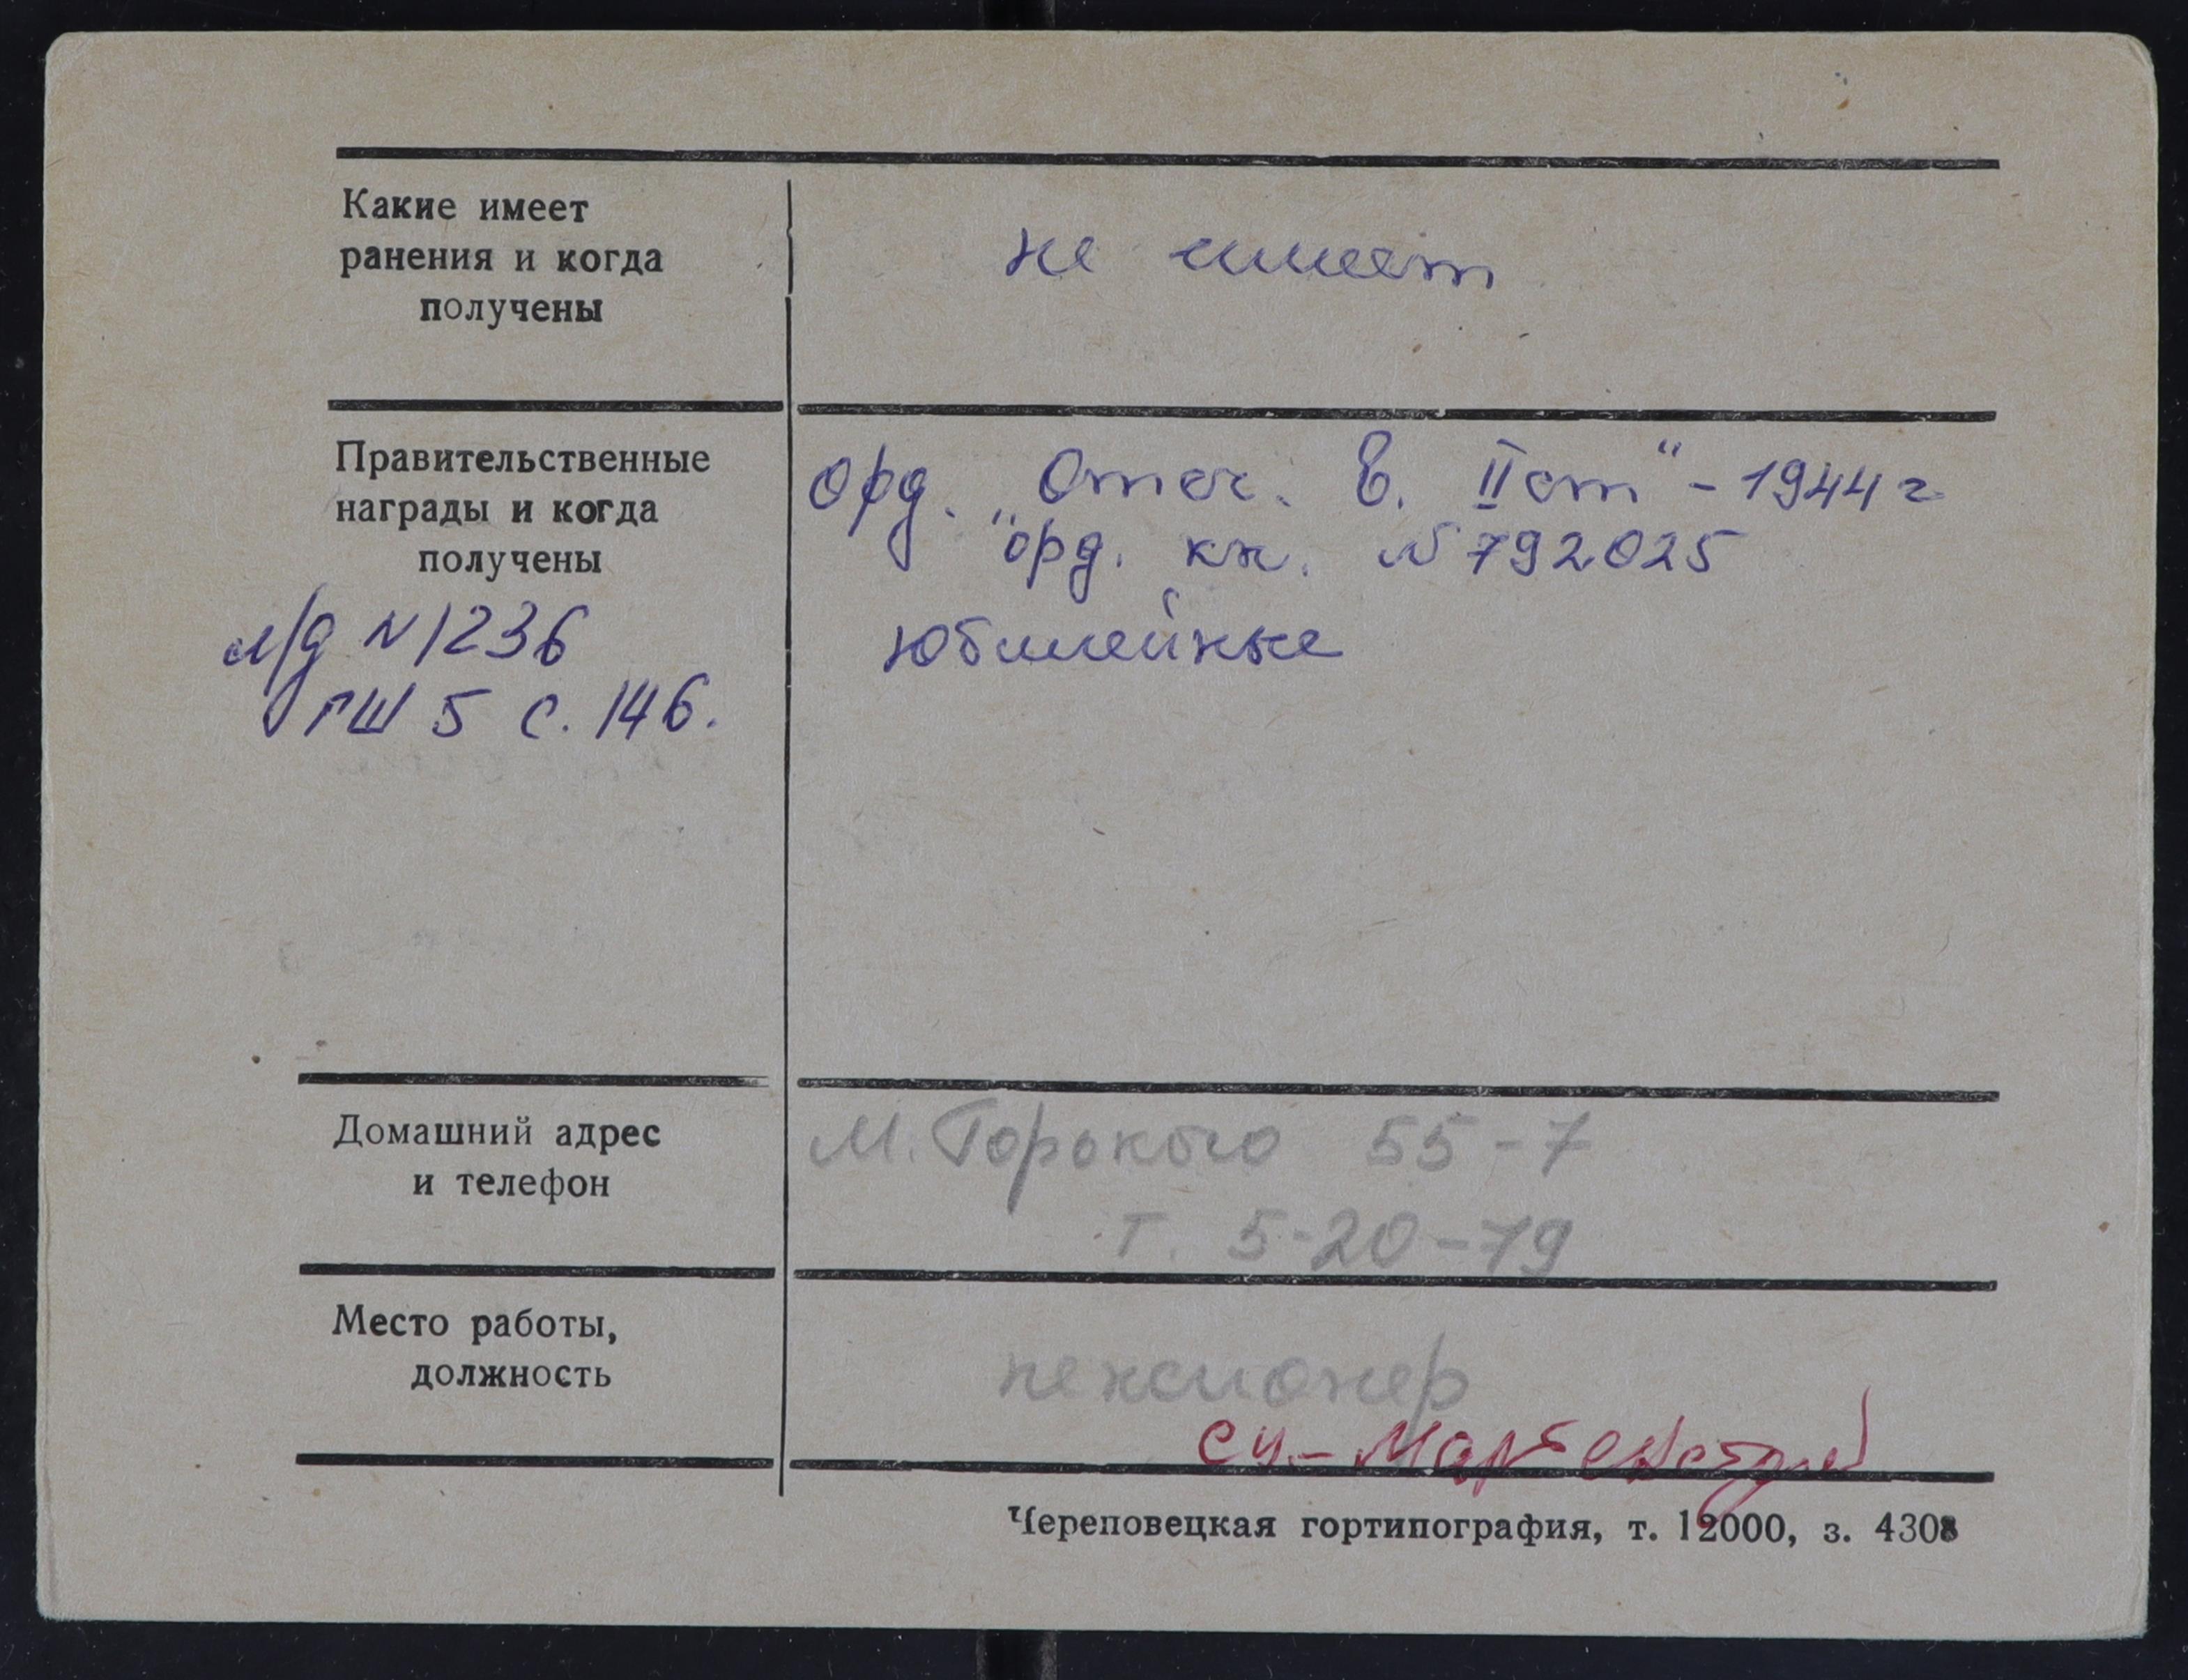 Какие имеет
ранения и когда
получены
не имеет
Правительственные
награды и когда
получены
орд. „Отеч. в. II ст“ - 1944 г
орд. кн. № 792025
юбилейные
л/д N 1236
РШ 5 с. 146.
Домашний адрес
и телефон
М. Горького 55-7
т. 5-20-79
Место работы,
должность
пенсионер
Череповецкая гортипография, т. 12000, з. 4308